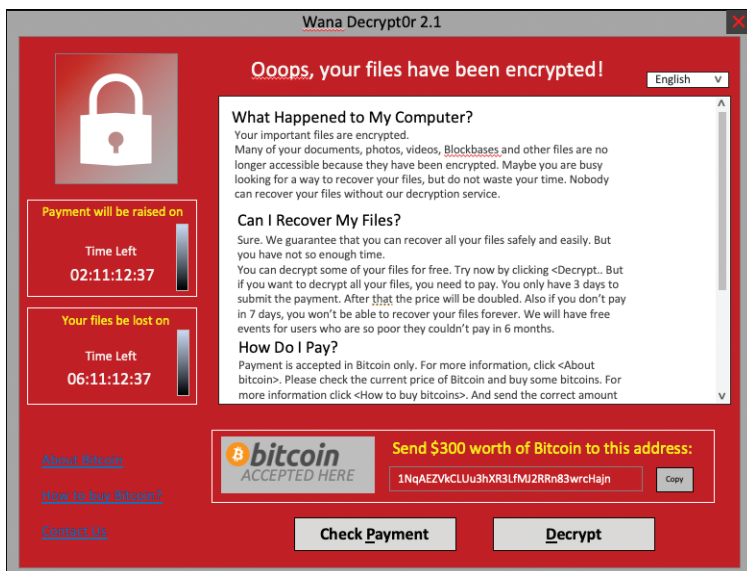 Wana Decrypt0r 2.1
Ooops, your files have been encrypted!
English
What Happened to My Computer?
Your important files are encrypted.
Many of your documents, photos, videos, Blockbases and other files are no
longer accessible because they have been encrypted. Maybe you are busy
looking for a way to recover your files, but do not waste your time. Nobody
can recover your files without our decryption service.
Can I Recover My Files?
Sure. We guarantee that you can recover all your files safely and easily. But
you have not so enough time.
You can decrypt some of your files for free. Try now by clicking <Decrypt.. But
if you want to decrypt all your files, you need to pay. You only have 3 days to
submit the payment. After that the price will be doubled. Also if you don't pay
in 7 days, you won't be able to recover your files forever. We will have free
events for users who are so poor they couldn't pay in 6 months.
How Do I Pay?
Payment is accepted in Bitcoin only. For more information, click <About
bitcoin>. Please check the current price of Bitcoin and buy some bitcoins. For
more information click <How to buy bitcoins>. And send the correct amount
Payment will be raised on
Time Left
02:11:12:37
Your files be lost on
Time Left
06:11:12:37
About Bitcoin
How to buy Bitcoin?
Contact Us
bitcoin
ACCEPTED HERE
Send $300 worth of Bitcoin to this address:
1NqAEZVkCLUu3hXR3LfMJ2RRn83wrcHajn
Copy
Check Payment
Decrypt